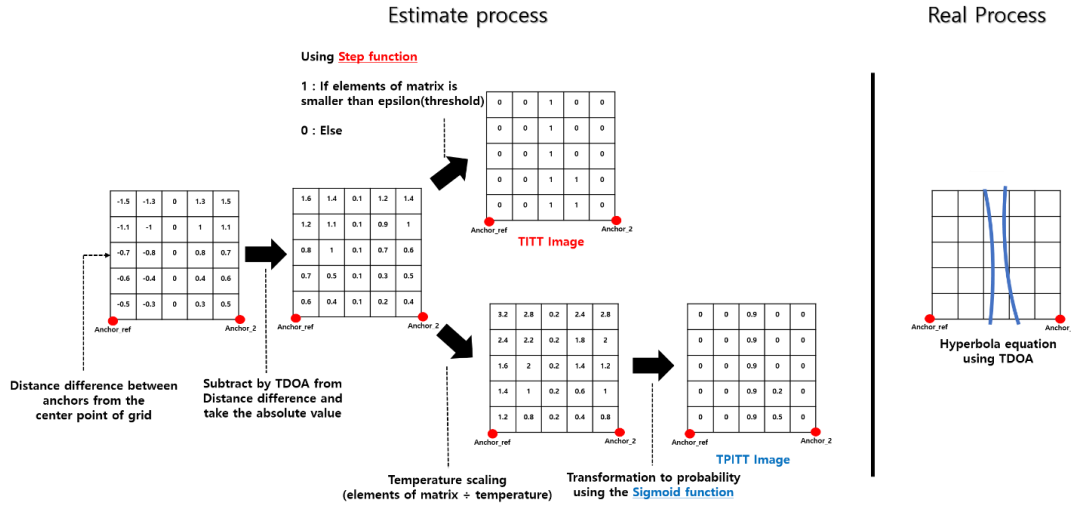 Estimate process
Real Process
Using Step function
1 : If elements of matrix is
smaller than epsilon(threshold)
0 : Else
0 0 1 0 0
0 0 1 0 0
0 0 1 0 0
0 0 1 1 0
0 0 1 1 0
Anchor_ref Anchor_2
TITT Image
-1.5 -1.3 0 1.3 1.5
-1.1 -1 0 1 1.1
-0.7 -0.8 0 0.8 0.7
-0.6 -0.4 0 0.4 0.6
-0.5 -0.3 0 0.3 0.5
Anchor_ref Anchor_2
Distance difference between
anchors from the
center point of grid
1.6 1.4 0.1 1.2 1.4
1.2 1.1 0.1 0.9 1
0.8 1 0.1 0.7 0.6
0.7 0.5 0.1 0.3 0.5
0.6 0.4 0.1 0.2 0.4
Anchor_ref Anchor_2
Subtract by TDOA from
Distance difference and
take the absolute value
3.2 2.8 0.2 2.4 2.8
2.4 2.2 0.2 1.8 2
1.6 2 0.2 1.4 1.2
1.4 1 0.2 0.6 1
1.2 0.8 0.2 0.4 0.8
Anchor_ref Anchor_2
Temperature scaling
(elements of matrix ÷ temperature)
0 0 0.9 0 0
0 0 0.9 0 0
0 0 0.9 0 0
0 0 0.9 0.2 0
0 0 0.9 0.5 0
Anchor_ref Anchor_2
TPITT Image
Transformation to probability
using the Sigmoid function
Anchor_ref Anchor_
Hyperbola equation
using TDOA